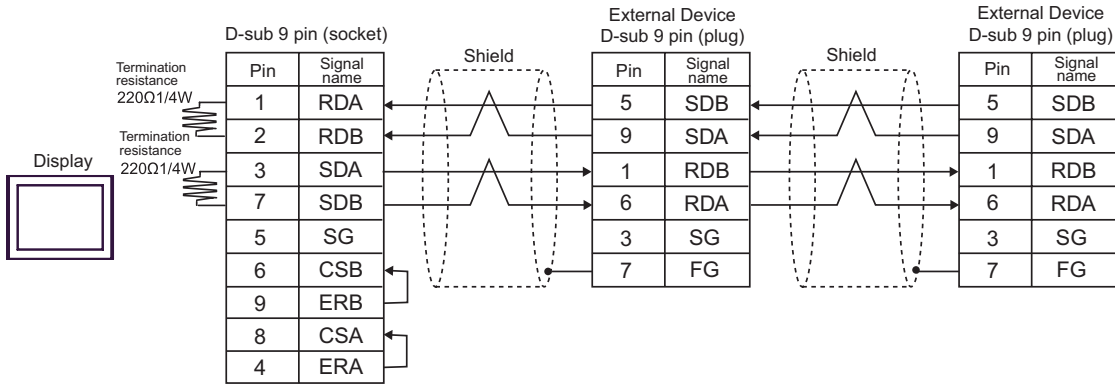 External Device
D-sub 9 pin (plug)
External Device
D-sub 9 pin (plug)
D-sub 9 pin (socket)
Shield
Shield
Termination
resistance
220Ω1/4W
Termination
resistance
220Ω1/4W
Display
Pin Signal name
1 RDA
2 RDB
3 SDA
7 SDB
5 SG
6 CSB
9 ERB
8 CSA
4 ERA
Pin Signal name
5 SDB
9 SDA
1 RDB
6 RDA
3 SG
7 FG
Pin Signal name
5 SDB
9 SDA
1 RDB
6 RDA
3 SG
7 FG